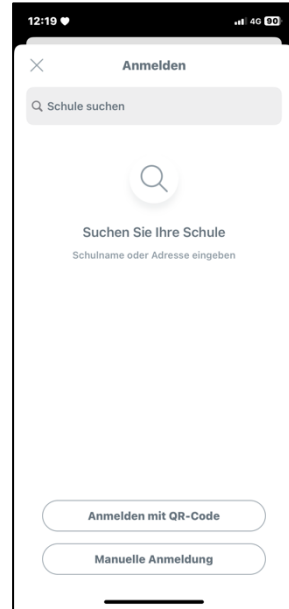 12:19
4G 90
Anmelden
Schule suchen
Suchen Sie Ihre Schule
Schulname oder Adresse eingeben
Anmelden mit QR-Code
Manuelle Anmeldung